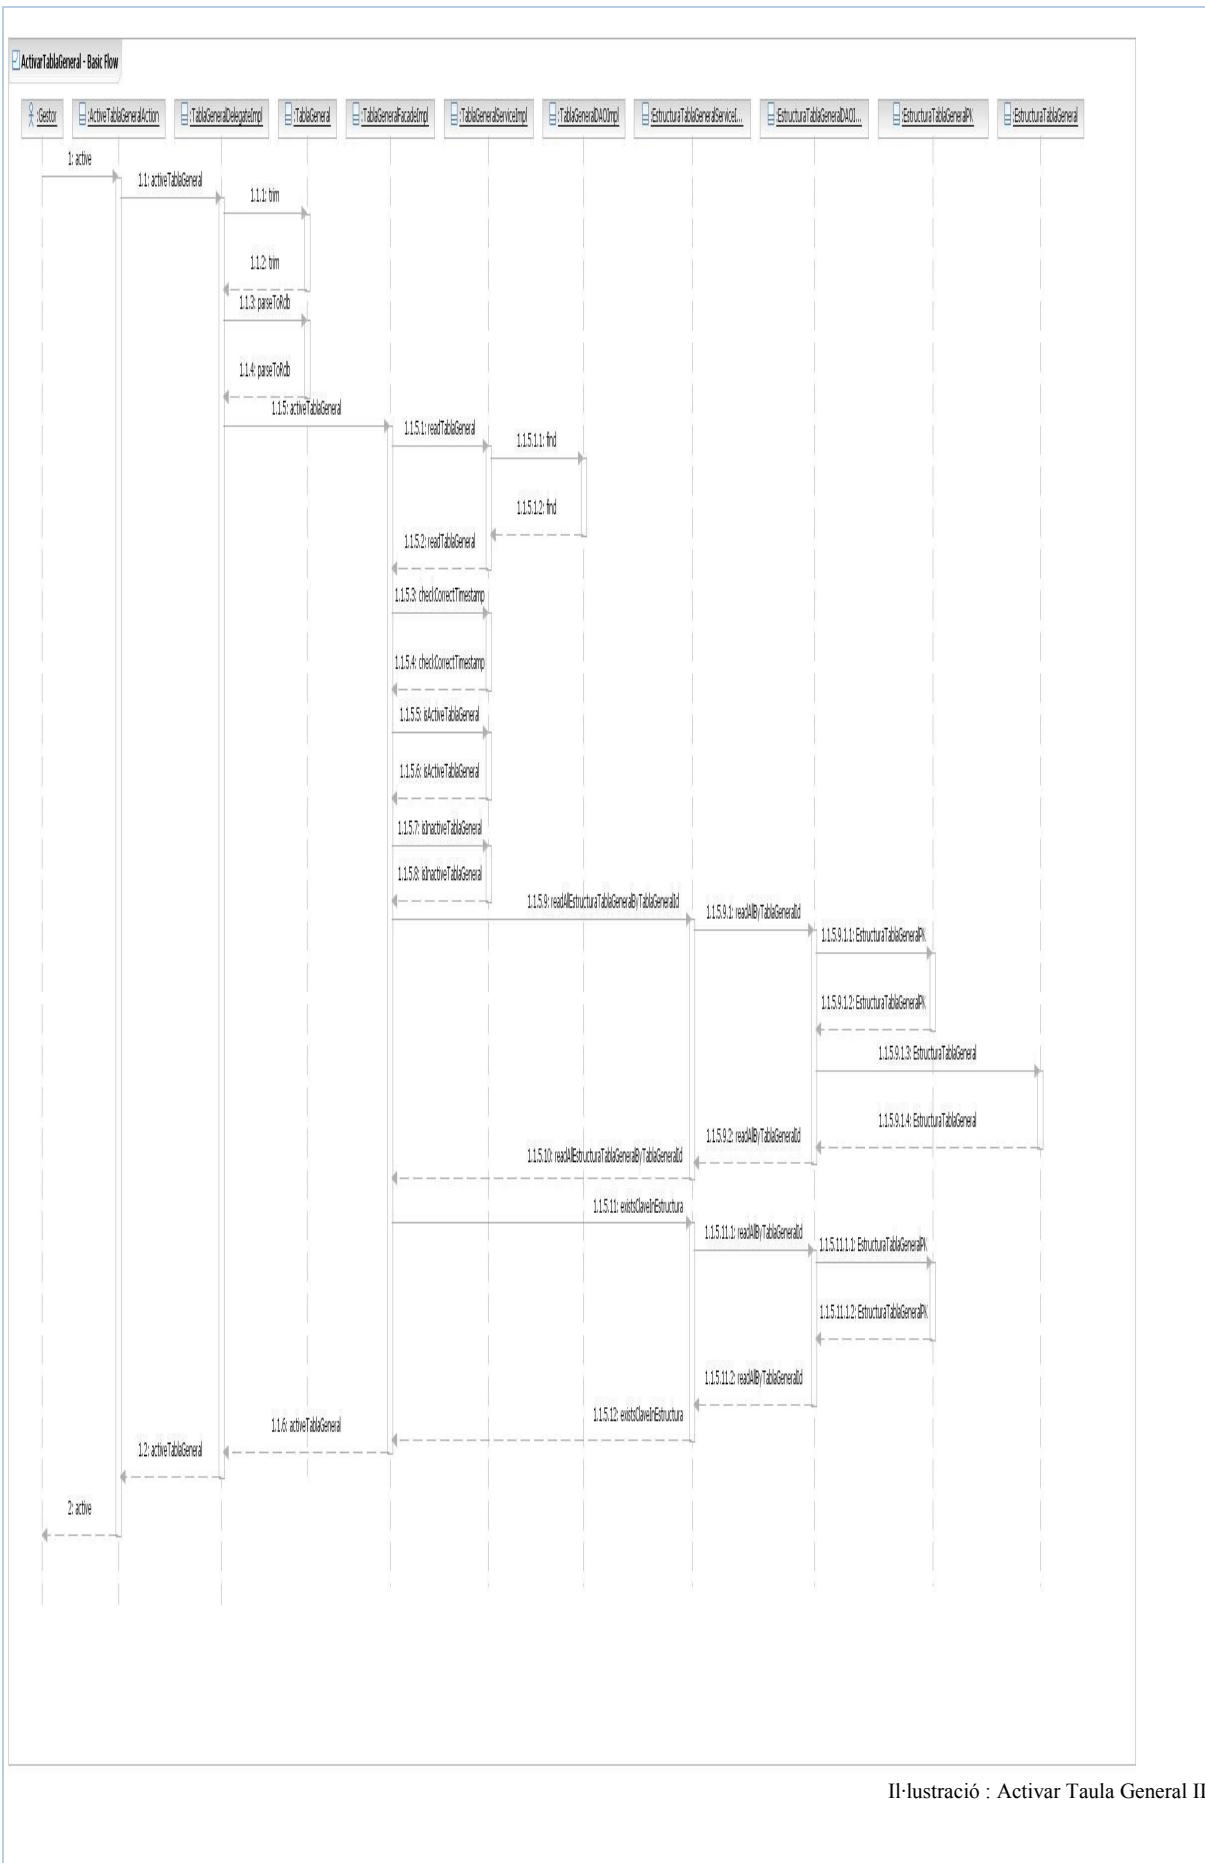 ActivarTablaGeneral - Basic Flow
:Gestor
:ActiveTablaGeneralAction
:TablaGeneralDelegateImpl
:TablaGeneral
:TablaGeneralFacadeImpl
:TablaGeneralServiceImpl
:TablaGeneralDAOImpl
:EstructuraTablaGeneralServiceI...
:EstructuraTablaGeneralDAOI...
:EstructuraTablaGeneralPK
:EstructuraTablaGeneral
1: active
1.1: activeTablaGeneral
1.1.1: trim
1.1.2: trim
1.1.3: parseToRdb
1.1.4: parseToRdb
1.1.5: activeTablaGeneral
1.1.5.1: readTablaGeneral
1.1.5.1.1: find
1.1.5.1.2: find
1.1.5.2: readTablaGeneral
1.1.5.3: checkCorrectTimestamp
1.1.5.4: checkCorrectTimestamp
1.1.5.5: isActiveTablaGeneral
1.1.5.6: isActiveTablaGeneral
1.1.5.7: isInactiveTablaGeneral
1.1.5.8: isInactiveTablaGeneral
1.1.5.9: readAllEstructuraTablaGeneralByTablaGeneralId
1.1.5.9.1: readAllByTablaGeneralId
1.1.5.9.1.1: EstructuraTablaGeneralPK
1.1.5.9.1.2: EstructuraTablaGeneralPK
1.1.5.9.1.3: EstructuraTablaGeneral
1.1.5.9.1.4: EstructuraTablaGeneral
1.1.5.9.2: readAllByTablaGeneralId
1.1.5.10: readAllEstructuraTablaGeneralByTablaGeneralId
1.1.5.11: existsClaveInEstructura
1.1.5.11.1: readAllByTablaGeneralId
1.1.5.11.1.1: EstructuraTablaGeneralPK
1.1.5.11.1.2: EstructuraTablaGeneralPK
1.1.5.11.2: readAllByTablaGeneralId
1.1.5.12: existsClaveInEstructura
1.1.6: activeTablaGeneral
1.2: activeTablaGeneral
2: active
Il·lustració : Activar Taula General II